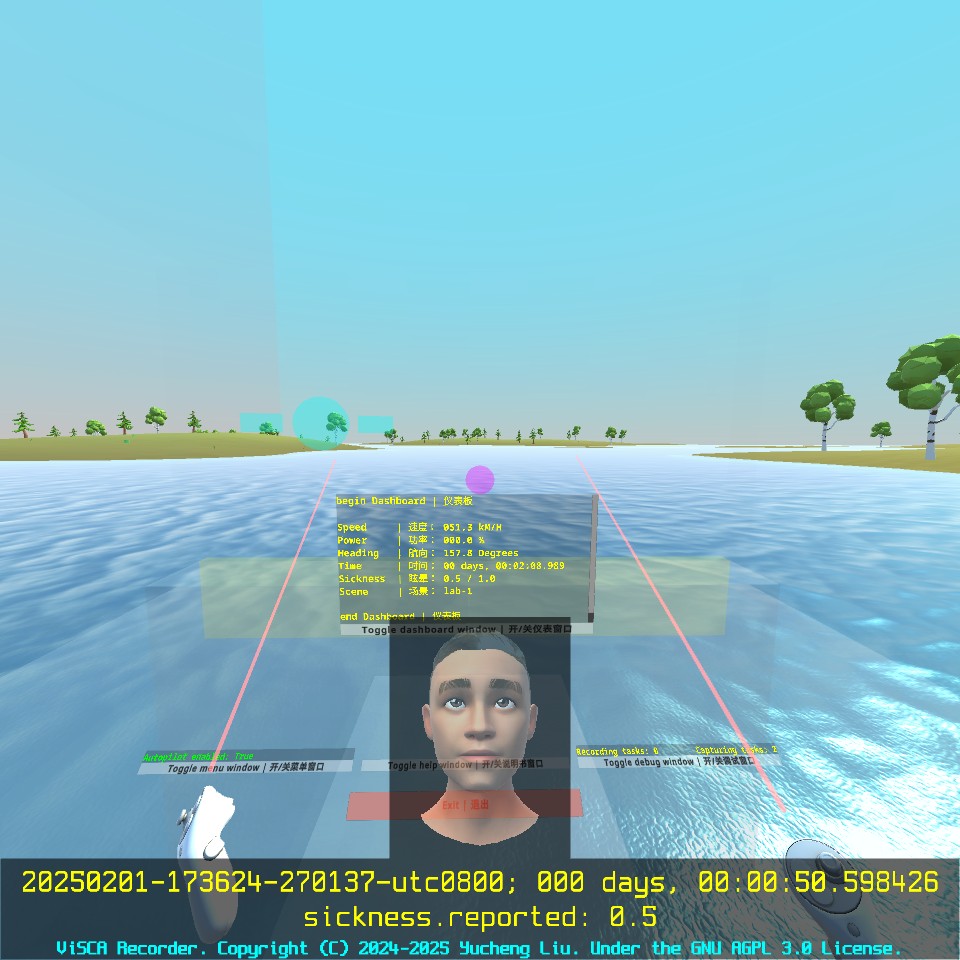 begin Dashboard | 仪表板
Speed | 速度: 051.3 kM/H
Power | 功率: 000.0 %
Heading | 航向: 157.8 Degrees
Time | 时间: 00 days, 00:02:08.989
Sickness | 眩晕: 0.5 / 1.0
Scene | 场景: lab-1
end Dashboard | 仪表板
Toggle dashboard window | 开/关仪表窗口
Autopilot enabled: True
Toggle menu window | 开/关菜单窗口
Toggle help window | 开/关说明书窗口
Recording tasks: 0 Capturing tasks: 2
Toggle debug window | 开/关调试窗口
Exit | 退出
20250201-173624-270137-utc0800; 000 days, 00:00:50.598426
sickness.reported: 0.5
ViSCA Recorder. Copyright (C) 2024-2025 Yucheng Liu. Under the GNU AGPL 3.0 License.